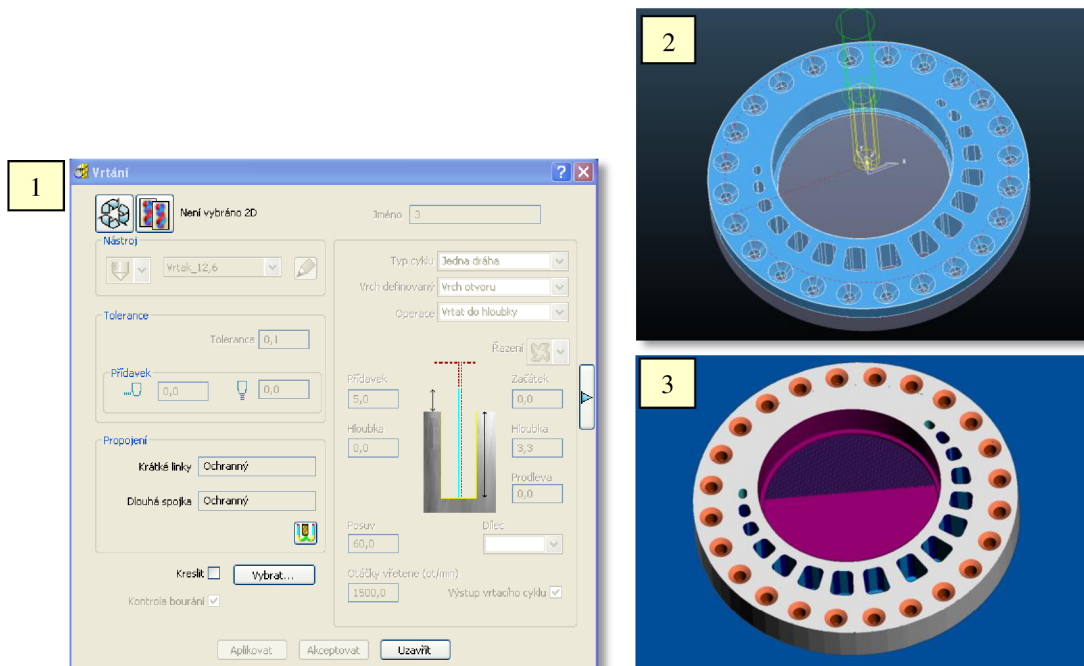 1
Vrtání
Není vybráno 2D
Jméno 3
Nástroj
Vrtak_12,6
Tolerance
Tolerance 0,1
Přídavek
0,0 0,0
Propojení
Krátké linky Ochranný
Dlouhá spojka Ochranný
Kreslit Vybrat...
Kontrola bourání
Typ cyklu Jedna dráha
Vrch definovaný Vrch otvoru
Operace Vrtat do hloubky
Řazení
Přídavek Začátek
5,0 0,0
Hloubka Hloubka
0,0 3,3
Prodleva
0,0
Posuv Dílec
60,0
Otáčky vřetene (ot/min)
1500,0 Výstup vrtacího cyklu
Aplikovat Akceptovat Uzavřít
2
X
3